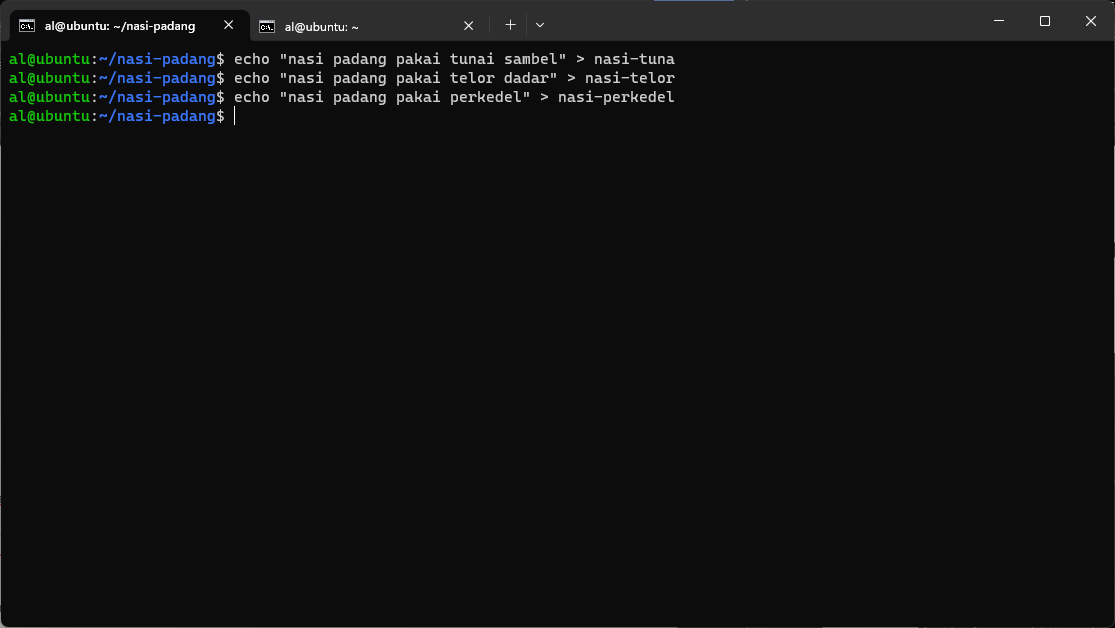 al@ubuntu: ~/nasi-padang
al@ubuntu: ~
al@ubuntu:~/nasi-padang$ echo "nasi padang pakai tunai sambel" > nasi-tuna
al@ubuntu:~/nasi-padang$ echo "nasi padang pakai telor dadar" > nasi-telor
al@ubuntu:~/nasi-padang$ echo "nasi padang pakai perkedel" > nasi-perkedel
al@ubuntu:~/nasi-padang$